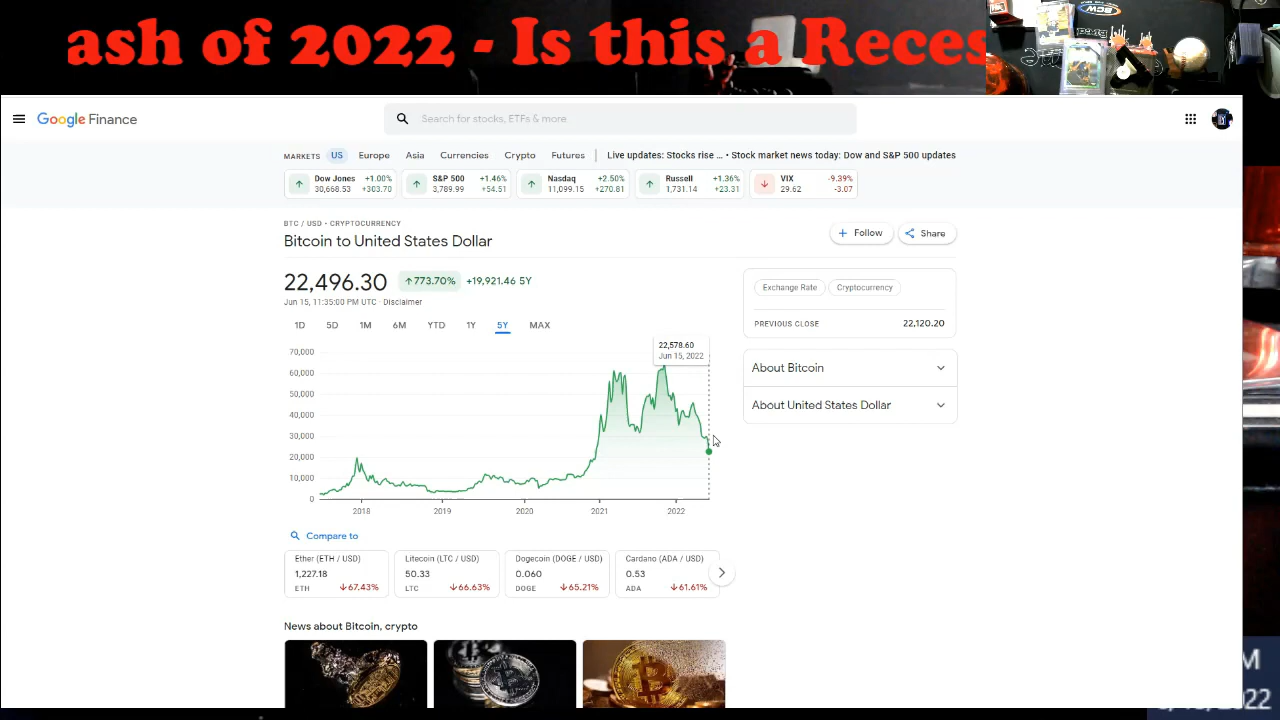 ash of 2022 - Is this a Reces
BCW
Google Finance
Search for stocks, ETFs & more
MARKETS US Europe Asia Currencies Crypto Futures Live updates: Stocks rise ... • Stock market news today: Dow and S&P 500 updates
Dow Jones +1.00%
30,668.53 +303.70
S&P 500 +1.46%
3,789.99 +54.51
Nasdaq +2.50%
11,099.15 +270.81
Russell +1.36%
1,731.14 +23.31
VIX -9.39%
29.62 -3.07
BTC / USD • CRYPTOCURRENCY
Bitcoin to United States Dollar
Follow
Share
22,496.30 ↑773.70% +19,921.46 5Y
Jun 15, 11:35:00 PM UTC · Disclaimer
1D 5D 1M 6M YTD 1Y 5Y MAX
22,578.60
Jun 15, 2022
70,000
60,000
50,000
40,000
30,000
20,000
10,000
0
2018 2019 2020 2021 2022
Exchange Rate Cryptocurrency
PREVIOUS CLOSE 22,120.20
About Bitcoin
About United States Dollar
Compare to
Ether (ETH / USD)
1,227.18
ETH ↓67.43%
Litecoin (LTC / USD)
50.33
LTC ↓66.63%
Dogecoin (DOGE / USD)
0.060
DOGE ↓65.21%
Cardano (ADA / USD)
0.53
ADA ↓61.61%
News about Bitcoin, crypto
M
2022